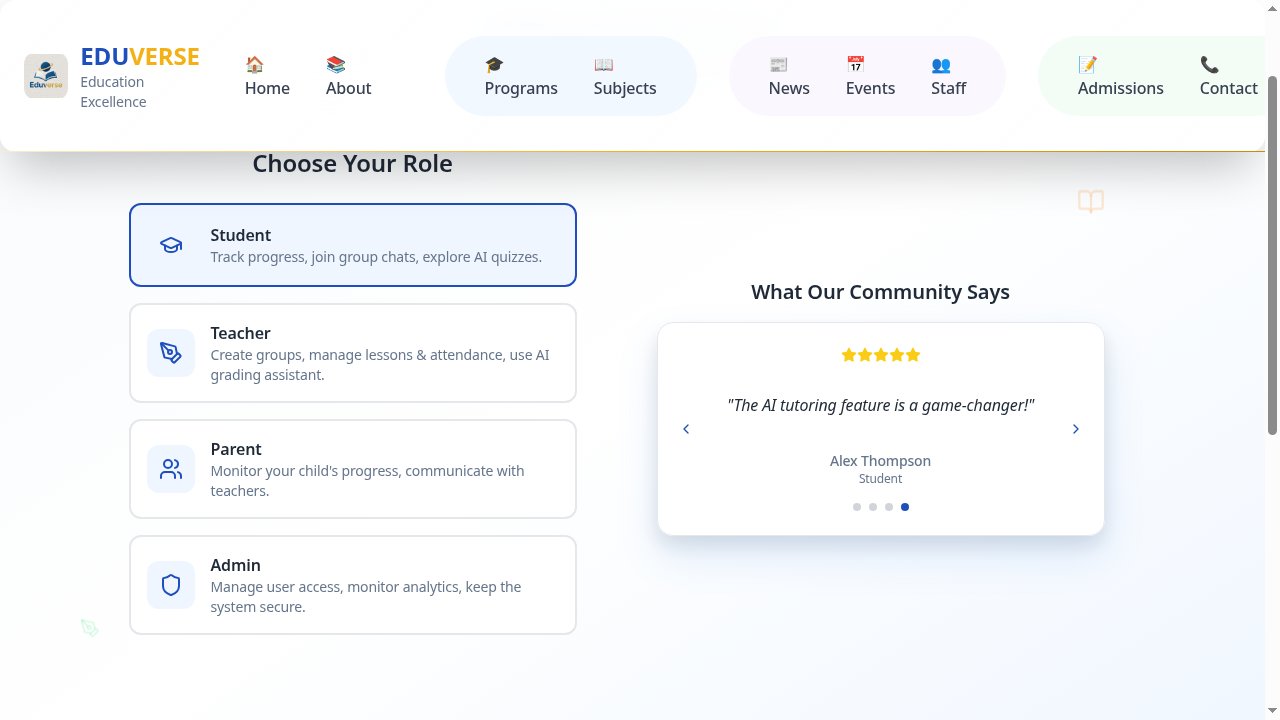 EDUVERSE
Education
Excellence
Eduverse
🏠
Home
📚
About
🎓
Programs
📖
Subjects
📰
News
📅
Events
👥
Staff
📝
Admissions
📞
Contact
Choose Your Role
Student
Track progress, join group chats, explore AI quizzes.
Teacher
Create groups, manage lessons & attendance, use AI
grading assistant.
Parent
Monitor your child's progress, communicate with
teachers.
Admin
Manage user access, monitor analytics, keep the
system secure.
What Our Community Says
"The AI tutoring feature is a game-changer!"
Alex Thompson
Student